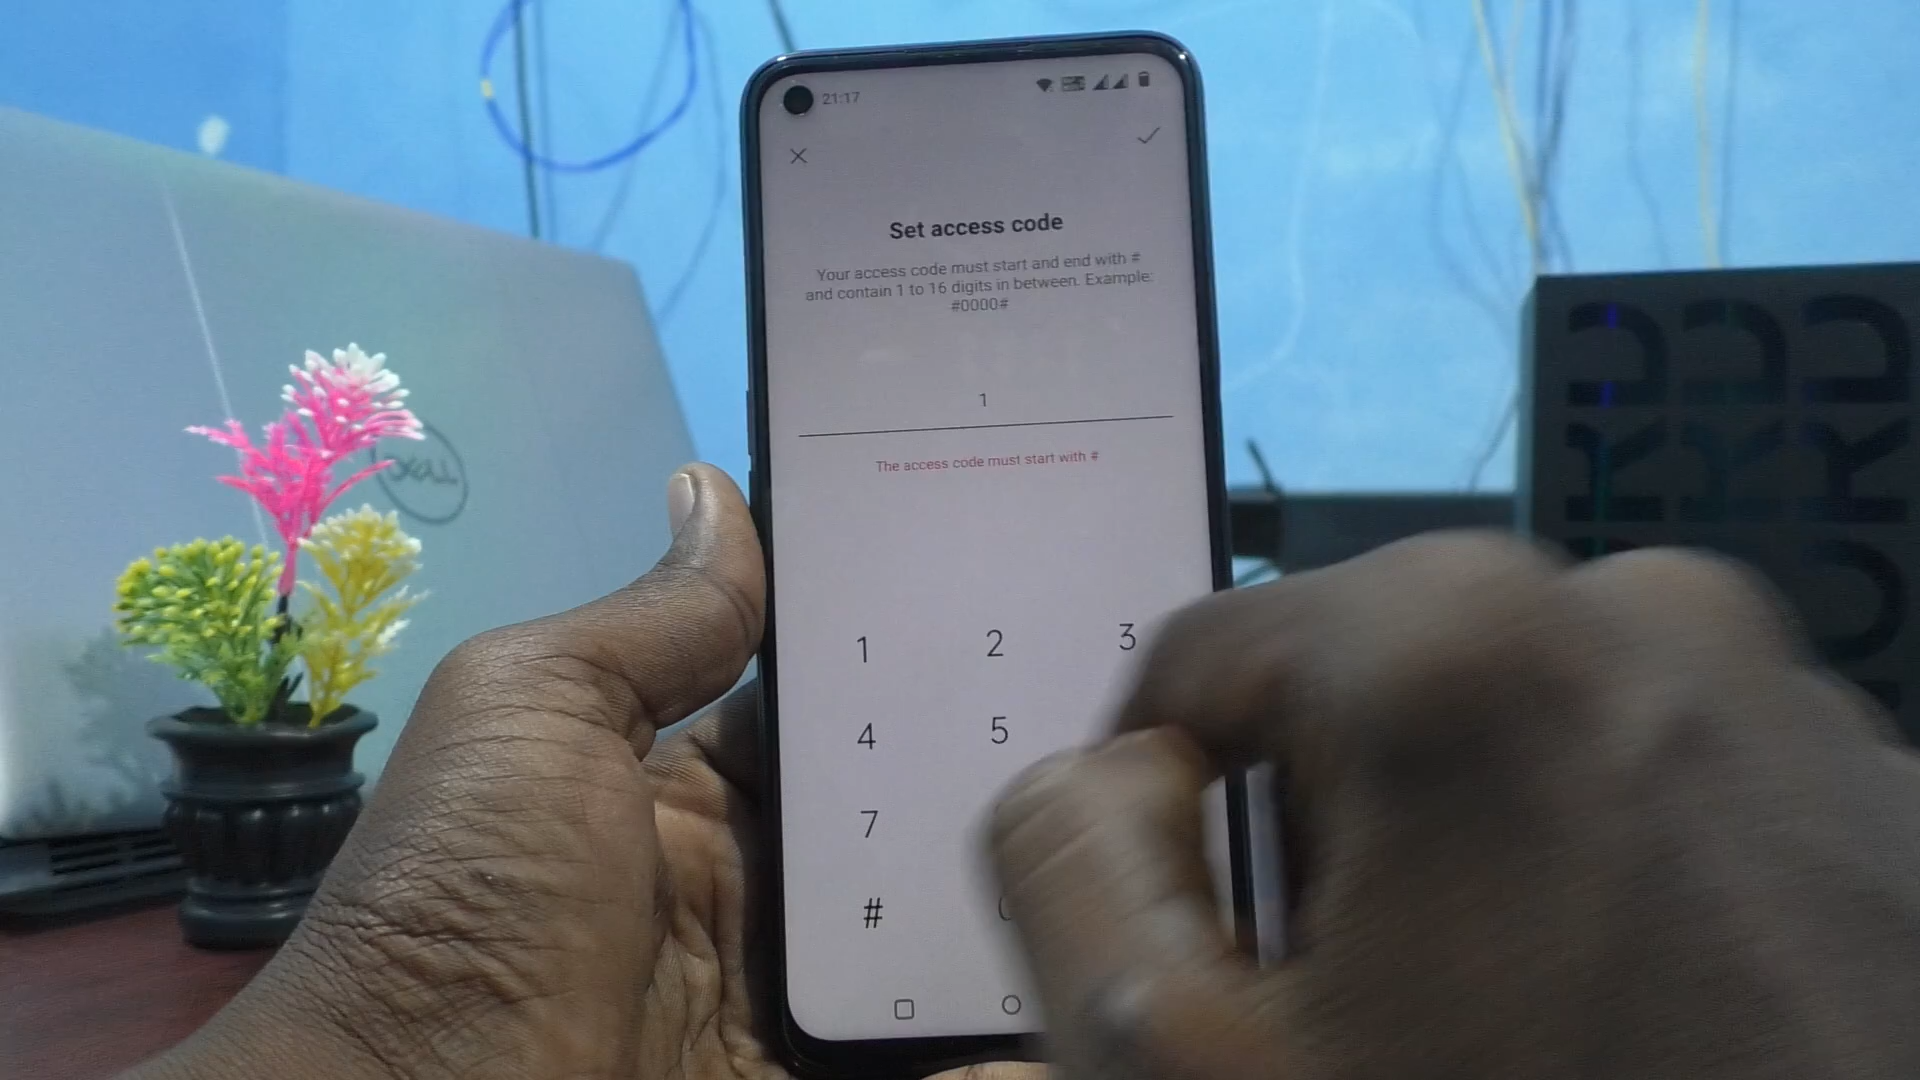 21:17
Set access code
Your access code must start and end with #
and contain 1 to 16 digits in between. Example:
#0000#
1
The access code must start with #
1 2 3
4 5
7
#
DELL